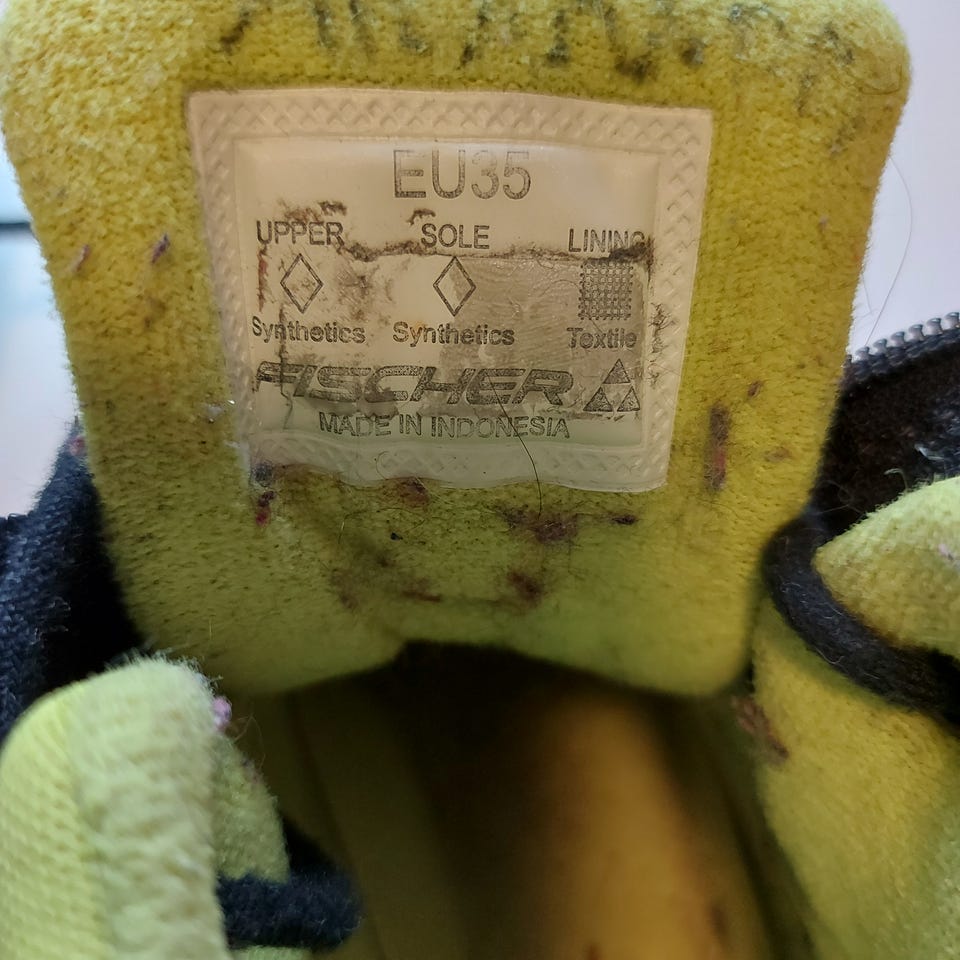 EU35
UPPER SOLE LINING
Synthetics Synthetics Textile
FISCHER
MADE IN INDONESIA